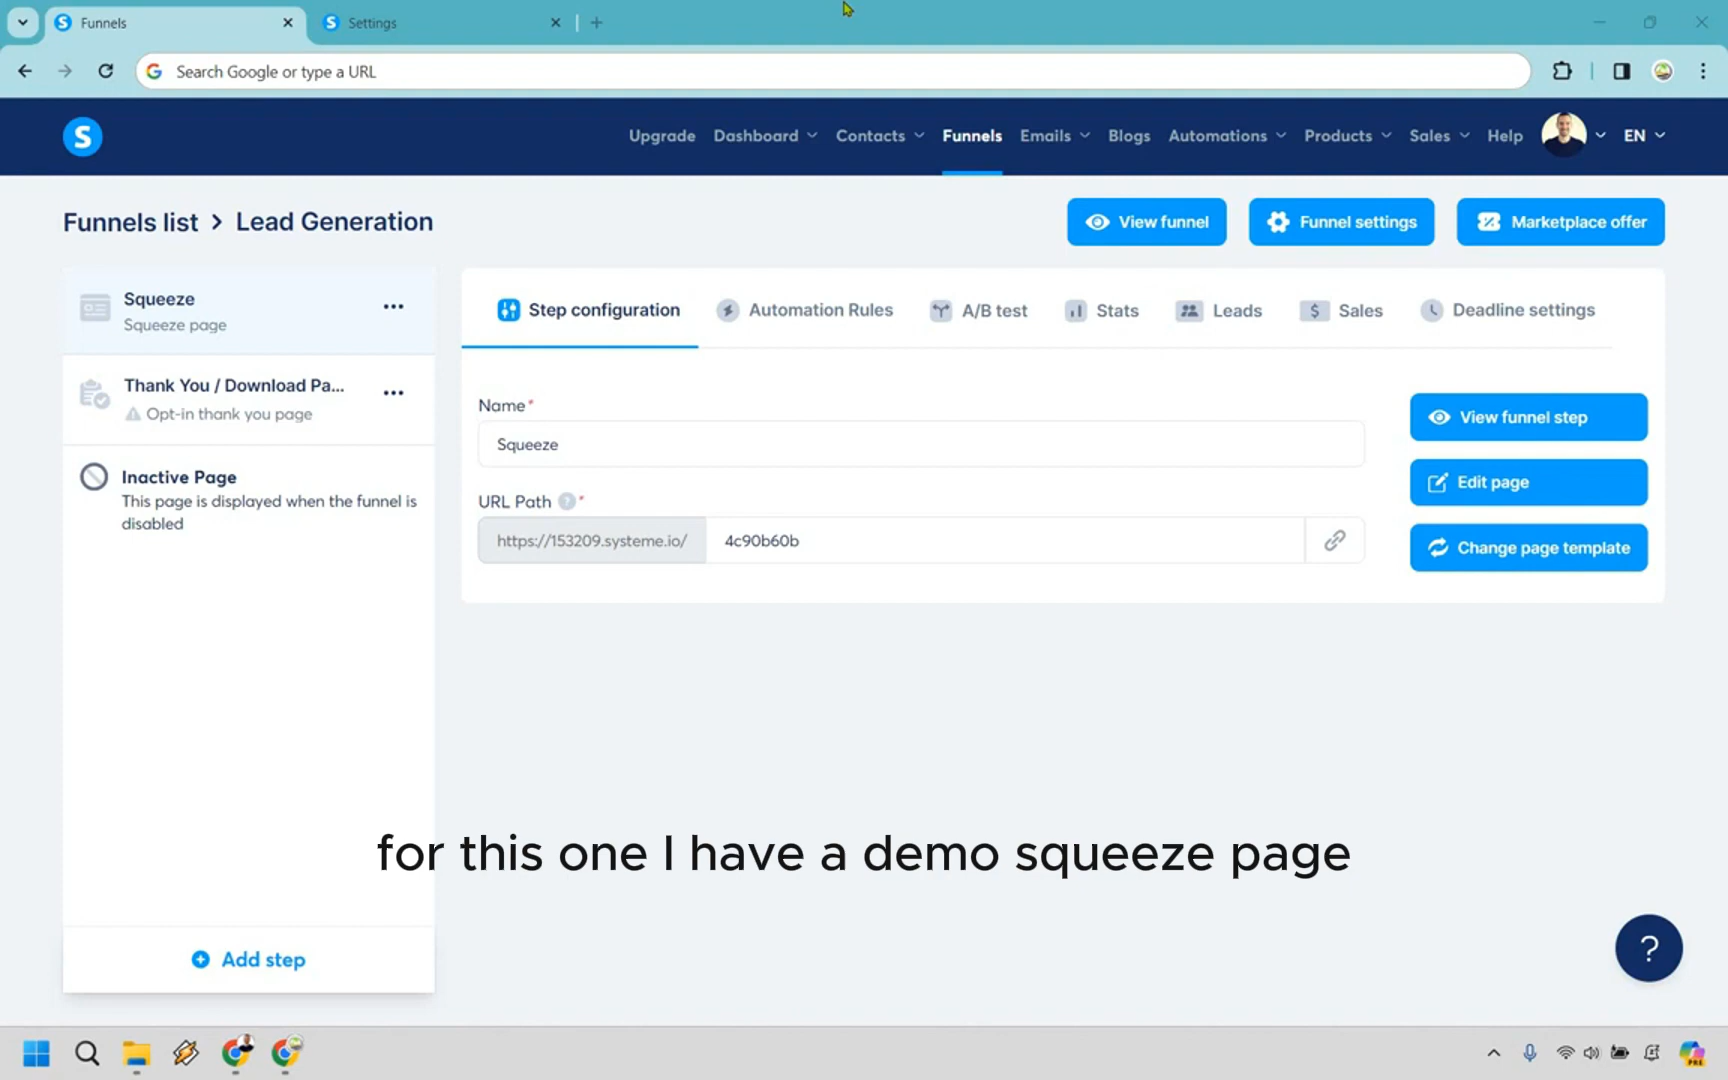 Funnels
Settings
Search Google or type a URL
S
Upgrade Dashboard Contacts Funnels Emails Blogs Automations Products Sales Help EN
Funnels list > Lead Generation
View funnel
Funnel settings
Marketplace offer
Squeeze
Squeeze page
Thank You / Download Pa...
Opt-in thank you page
Inactive Page
This page is displayed when the funnel is
disabled
Add step
Step configuration Automation Rules A/B test Stats Leads Sales Deadline settings
Name*
Squeeze
URL Path ? *
https://153209.systeme.io/ 4c90b60b
View funnel step
Edit page
Change page template
for this one I have a demo squeeze page
?
PRE